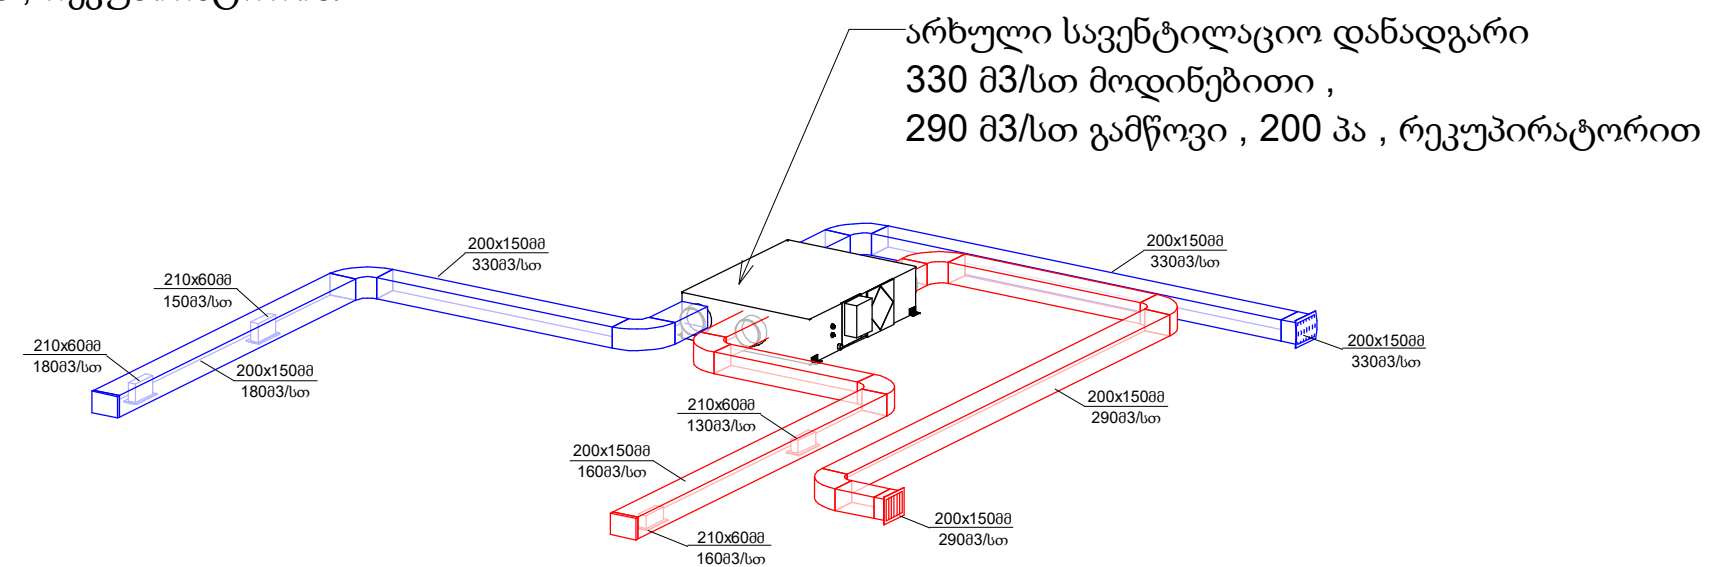 არხული სავენტილაციო დანადგარი
330 მ3/სთ მოდინებითი ,
290 მ3/სთ გამწოვი , 200 პა , რეკუპირატორით
200x150მმ
330მ3/სთ
210x60მმ
150მ3/სთ
210x60მმ
180მ3/სთ
200x150მმ
180მ3/სთ
200x150მმ
330მ3/სთ
200x150მმ
330მ3/სთ
210x60მმ
130მ3/სთ
200x150მმ
290მ3/სთ
200x150მმ
160მ3/სთ
200x150მმ
290მ3/სთ
210x60მმ
160მ3/სთ